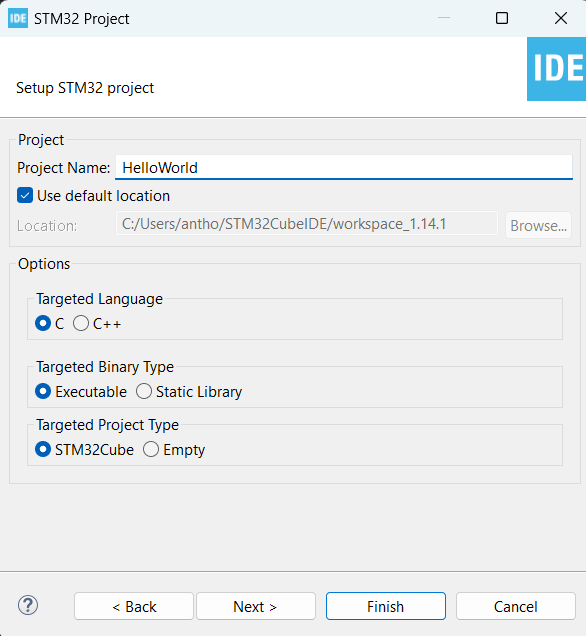 IDE STM32 Project
Setup STM32 project
IDE
Project
Project Name: HelloWorld
Use default location
Location: C:/Users/antho/STM32CubeIDE/workspace_1.14.1 Browse...
Options
Targeted Language
C C++
Targeted Binary Type
Executable Static Library
Targeted Project Type
STM32Cube Empty
? < Back Next > Finish Cancel